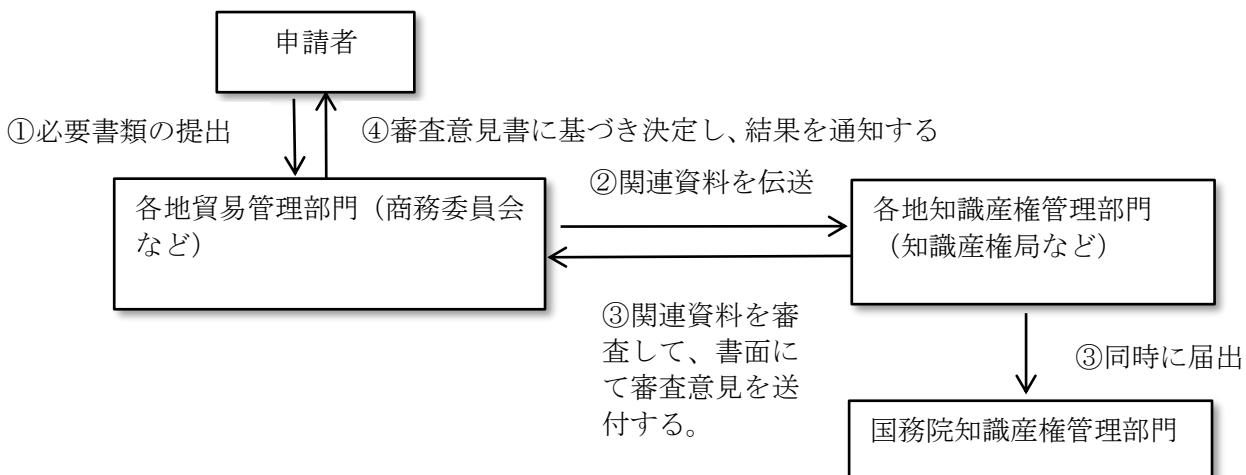 申請者
①必要書類の提出
④審査意見書に基づき決定し、結果を通知する
各地貿易管理部門（商務委員会
など）
②関連資料を伝送
各地知識産権管理部門
（知識産権局など）
③関連資料を審
査して、書面に
て審査意見を送
付する。
③同時に届出
国務院知識産権管理部門